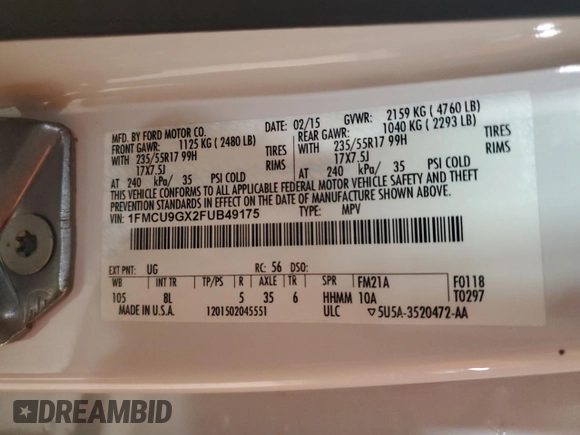 MFD. BY FORD MOTOR CO.
DATE: 02/15 GVWR: 2159 KG ( 4760 LB)
FRONT GAWR: 1125 KG ( 2480 LB) REAR GAWR: 1040 KG ( 2293 LB)
WITH 235/55R17 99H TIRES WITH 235/55R17 99H TIRES
17X7.5J RIMS 17X7.5J RIMS
AT 240 kPa/ 35 PSI COLD AT 240 kPa/ 35 PSI COLD
THIS VEHICLE CONFORMS TO ALL APPLICABLE FEDERAL MOTOR VEHICLE SAFETY AND THEFT
PREVENTION STANDARDS IN EFFECT ON THE DATE OF MANUFACTURE SHOWN ABOVE.
VIN: 1FMCU9GX2FUB49175 TYPE: MPV
EXT PNT: UG RC: 56 DSO:
WB INT TR TP/PS R AXLE TR SPR FM21A F0118
105 8L 5 35 6 HHMM 10A T0297
MADE IN U.S.A. 1201502045551 ULC ▽5U5A-3520472-AA
DREAMBID